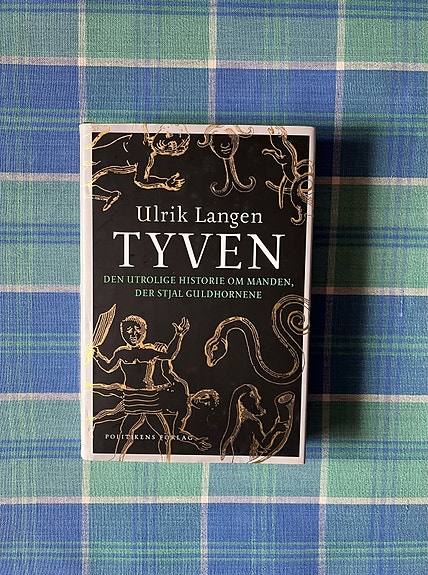 Ulrik Langen
TYVEN
DEN UTROLIGE HISTORIE OM MANDEN,
DER STJAL GULDHORNENE
POLITIKENS FORLAG